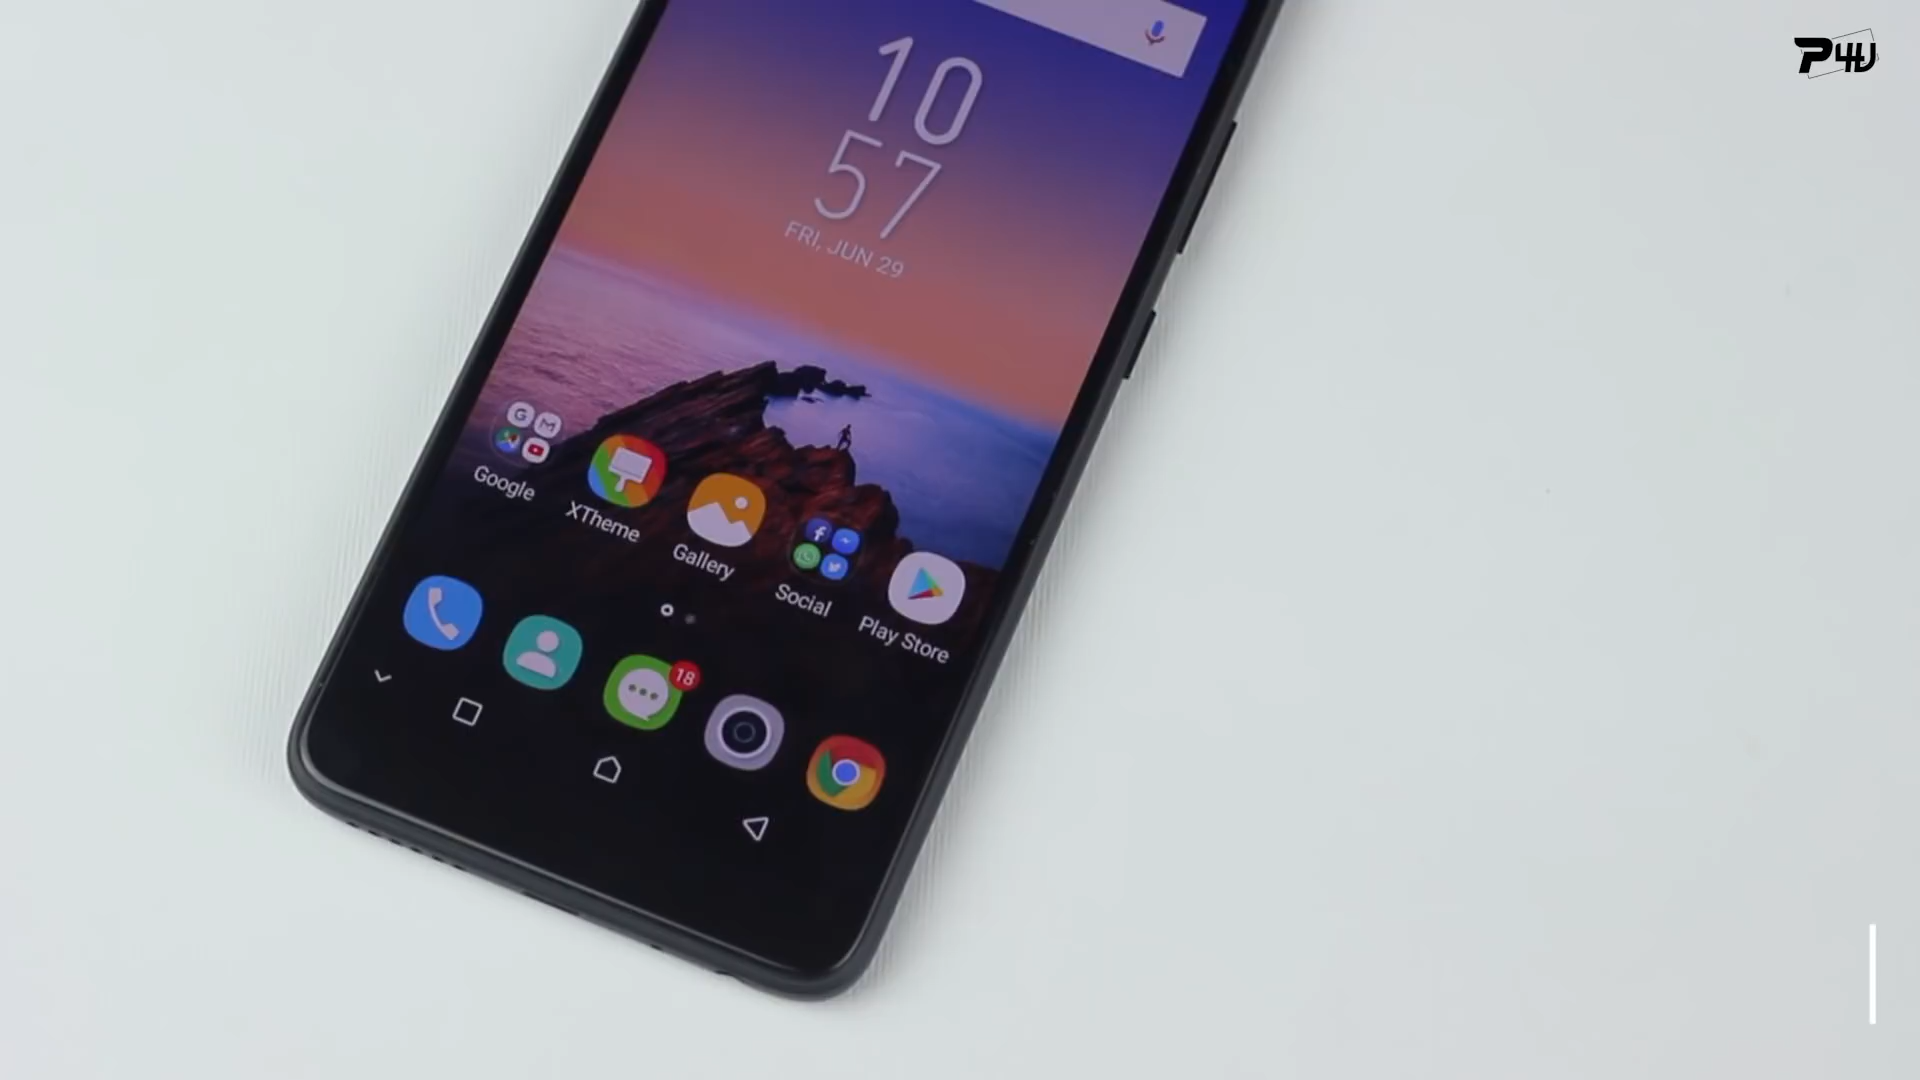 P4U
10
57
FRI, JUN 29
Google
XTheme
Gallery
Social
Play Store
18